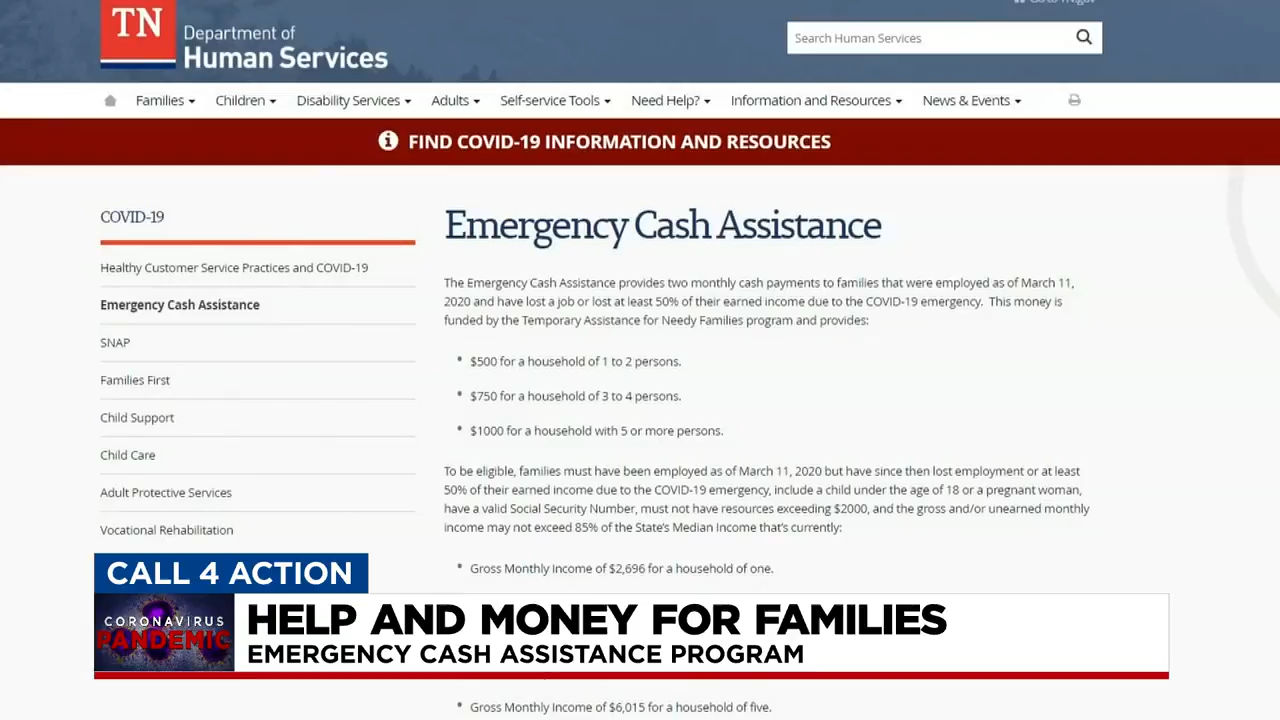 TN
Department of
Human Services
Go to TN.gov
Search Human Services
Families
Children
Disability Services
Adults
Self-service Tools
Need Help?
Information and Resources
News & Events
FIND COVID-19 INFORMATION AND RESOURCES
COVID-19
Healthy Customer Service Practices and COVID-19
Emergency Cash Assistance
SNAP
Families First
Child Support
Child Care
Adult Protective Services
Vocational Rehabilitation
Emergency Cash Assistance
The Emergency Cash Assistance provides two monthly cash payments to families that were employed as of March 11,
2020 and have lost a job or lost at least 50% of their earned income due to the COVID-19 emergency. This money is
funded by the Temporary Assistance for Needy Families program and provides:
• $500 for a household of 1 to 2 persons.
• $750 for a household of 3 to 4 persons.
• $1000 for a household with 5 or more persons.
To be eligible, families must have been employed as of March 11, 2020 but have since then lost employment or at least
50% of their earned income due to the COVID-19 emergency, include a child under the age of 18 or a pregnant woman,
have a valid Social Security Number, must not have resources exceeding $2000, and the gross and/or unearned monthly
income may not exceed 85% of the State's Median Income that's currently:
• Gross Monthly Income of $2,696 for a household of one.
CALL 4 ACTION
CORONAVIRUS
PANDEMIC
HELP AND MONEY FOR FAMILIES
EMERGENCY CASH ASSISTANCE PROGRAM
• Gross Monthly Income of $6,015 for a household of five.